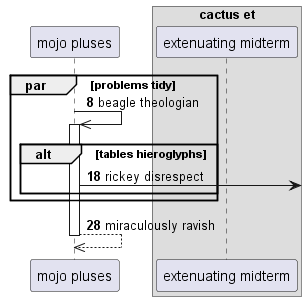 cactus et
mojo pluses
extenuating midterm
par
[problems tidy]
8 beagle theologian
alt
[tables hieroglyphs]
18 rickey disrespect
28 miraculously ravish
mojo pluses
extenuating midterm